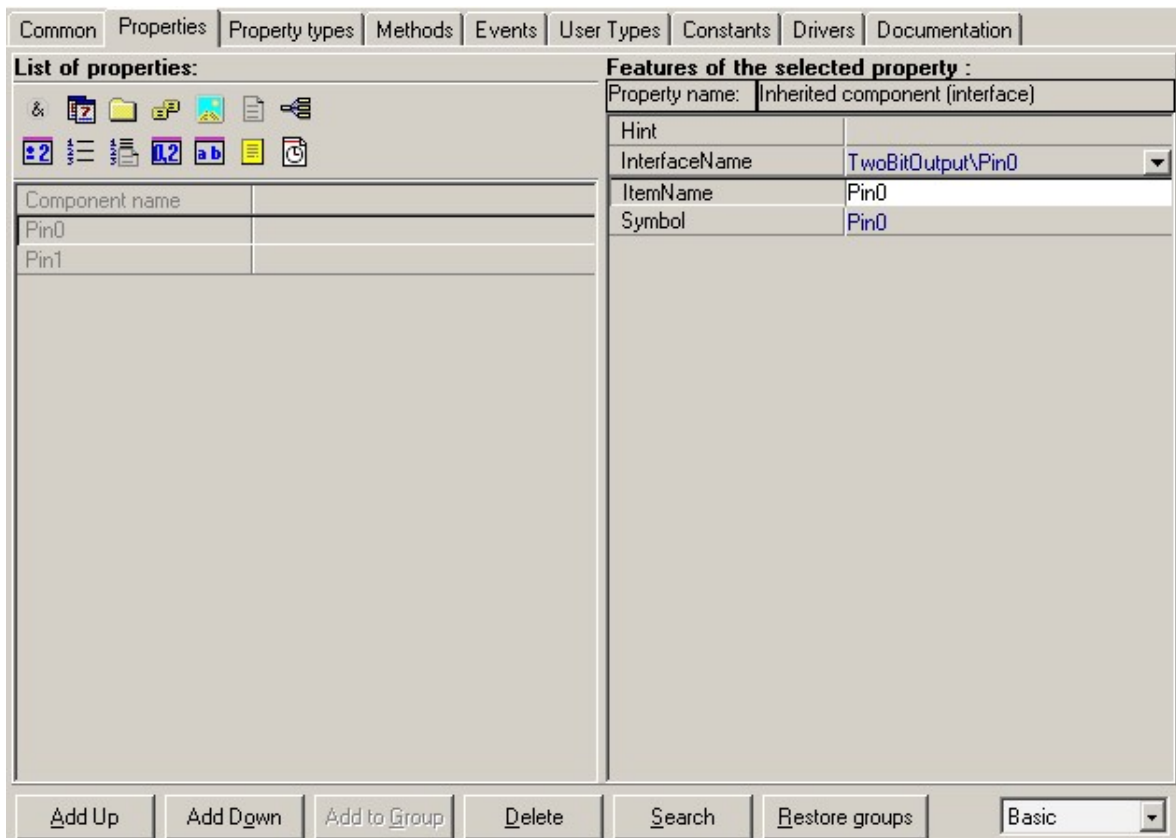 Common Properties Property types Methods Events User Types Constants Drivers Documentation
List of properties:
Component name
Pin0
Pin1
Features of the selected property :
Property name: Inherited component (interface)
Hint
InterfaceName TwoBitOutput\Pin0
ItemName Pin0
Symbol Pin0
Add Up Add Down Add to Group Delete Search Restore groups Basic